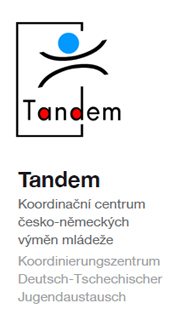 Tandem
Tandem
Koordinační centrum
česko-německých
výměn mládeže
Koordinierungszentrum
Deutsch-Tschechischer
Jugendaustausch